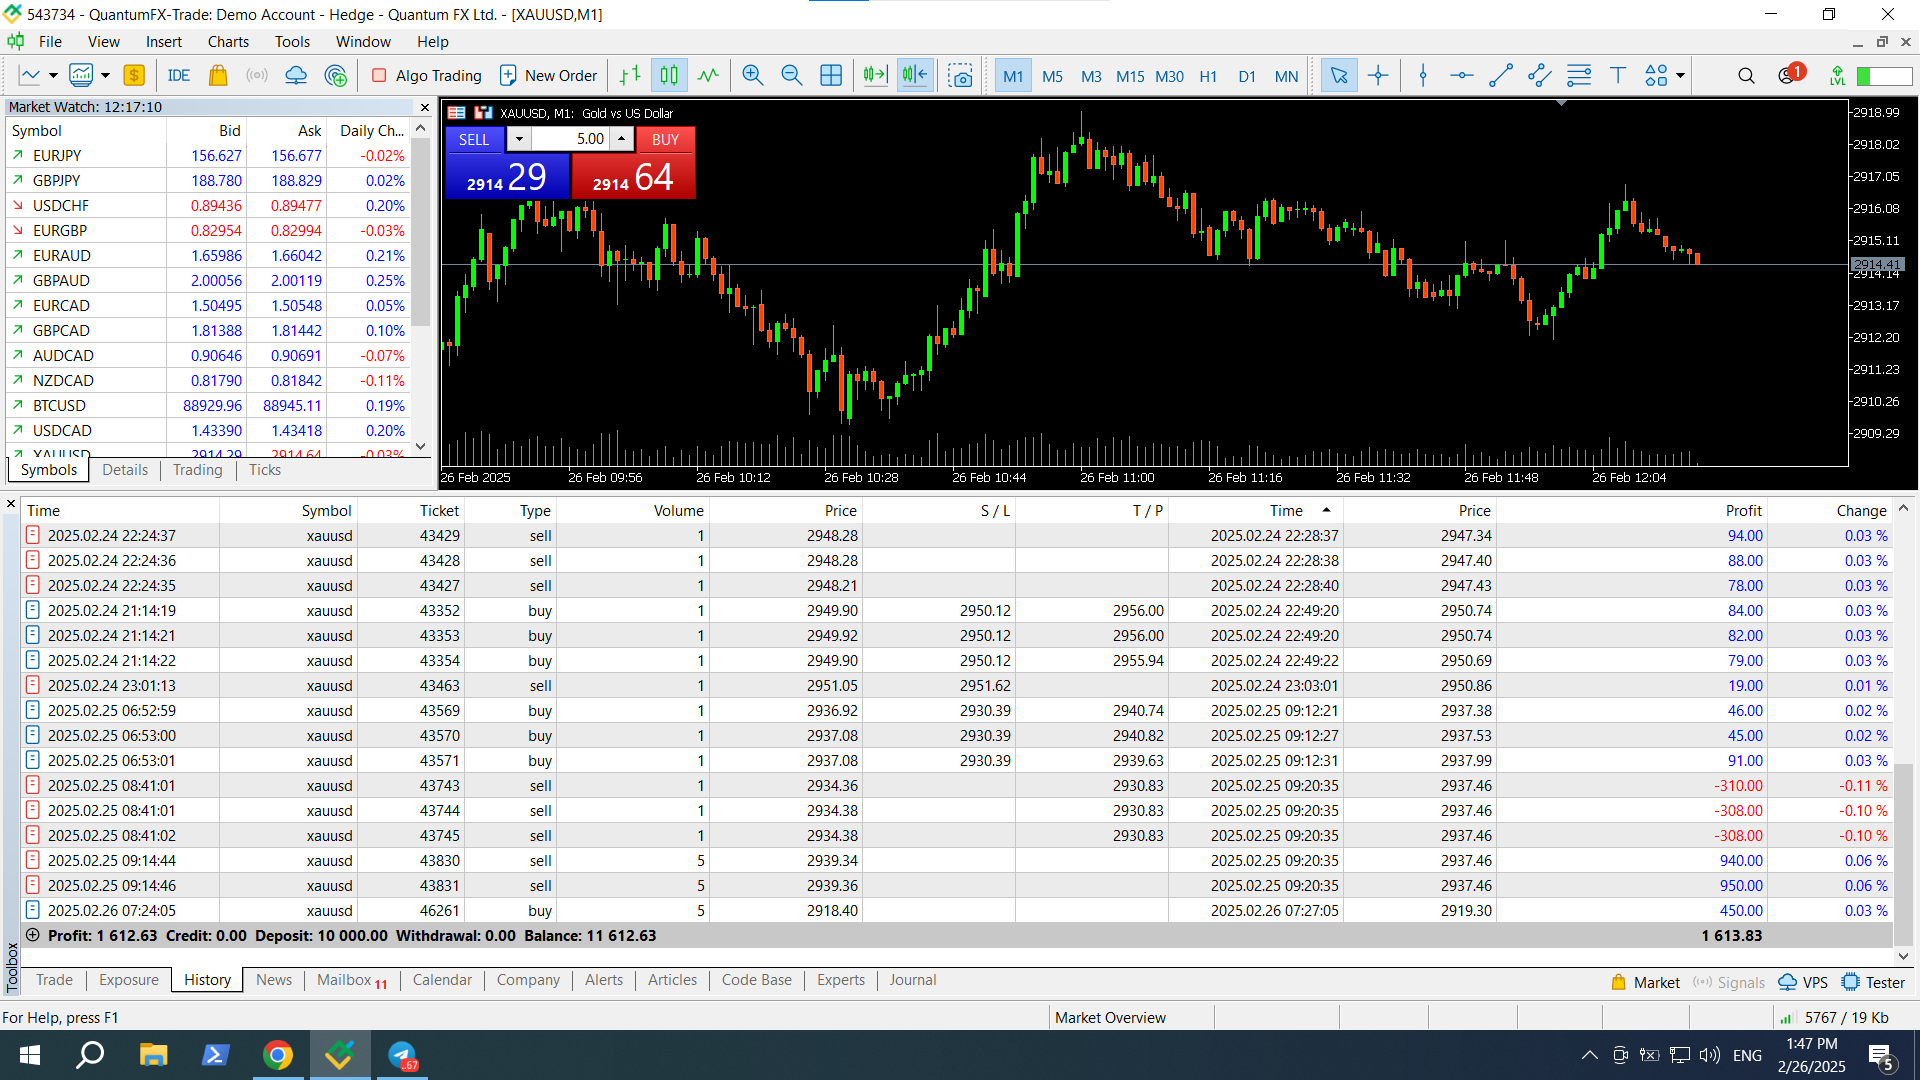 543734 - QuantumFX-Trade: Demo Account - Hedge - Quantum FX Ltd. - [XAUUSD,M1]
File View Insert Charts Tools Window Help
IDE Algo Trading New Order M1 M5 M3 M15 M30 H1 D1 MN 1 LVL
Market Watch: 12:17:10
Symbol Bid Ask Daily Ch...
EURJPY 156.627 156.677 -0.02%
GBPJPY 188.780 188.829 0.02%
USDCHF 0.89436 0.89477 0.20%
EURGBP 0.82954 0.82994 -0.03%
EURAUD 1.65986 1.66042 0.21%
GBPAUD 2.00056 2.00119 0.25%
EURCAD 1.50495 1.50548 0.05%
GBPCAD 1.81388 1.81442 0.10%
AUDCAD 0.90646 0.90691 -0.07%
NZDCAD 0.81790 0.81842 -0.11%
BTCUSD 88929.96 88945.11 0.19%
USDCAD 1.43390 1.43418 0.20%
XAUUSD 2914.29 2914.64 -0.03%
Symbols Details Trading Ticks
XAUUSD, M1: Gold vs US Dollar
SELL 5.00 BUY
2914 29 2914 64
2918.99
2918.02
2917.05
2916.08
2915.11
2914.41
2914.14
2913.17
2912.20
2911.23
2910.26
2909.29
26 Feb 2025 26 Feb 09:56 26 Feb 10:12 26 Feb 10:28 26 Feb 10:44 26 Feb 11:00 26 Feb 11:16 26 Feb 11:32 26 Feb 11:48 26 Feb 12:04
Time Symbol Ticket Type Volume Price S / L T / P Time Price Profit Change
2025.02.24 22:24:37 xauusd 43429 sell 1 2948.28 2025.02.24 22:28:37 2947.34 94.00 0.03 %
2025.02.24 22:24:36 xauusd 43428 sell 1 2948.28 2025.02.24 22:28:38 2947.40 88.00 0.03 %
2025.02.24 22:24:35 xauusd 43427 sell 1 2948.21 2025.02.24 22:28:40 2947.43 78.00 0.03 %
2025.02.24 21:14:19 xauusd 43352 buy 1 2949.90 2950.12 2956.00 2025.02.24 22:49:20 2950.74 84.00 0.03 %
2025.02.24 21:14:21 xauusd 43353 buy 1 2949.92 2950.12 2956.00 2025.02.24 22:49:20 2950.74 82.00 0.03 %
2025.02.24 21:14:22 xauusd 43354 buy 1 2949.90 2950.12 2955.94 2025.02.24 22:49:22 2950.69 79.00 0.03 %
2025.02.24 23:01:13 xauusd 43463 sell 1 2951.05 2951.62 2025.02.24 23:03:01 2950.86 19.00 0.01 %
2025.02.25 06:52:59 xauusd 43569 buy 1 2936.92 2930.39 2940.74 2025.02.25 09:12:21 2937.38 46.00 0.02 %
2025.02.25 06:53:00 xauusd 43570 buy 1 2937.08 2930.39 2940.82 2025.02.25 09:12:27 2937.53 45.00 0.02 %
2025.02.25 06:53:01 xauusd 43571 buy 1 2937.08 2930.39 2939.63 2025.02.25 09:12:31 2937.99 91.00 0.03 %
2025.02.25 08:41:01 xauusd 43743 sell 1 2934.36 2930.83 2025.02.25 09:20:35 2937.46 -310.00 -0.11 %
2025.02.25 08:41:01 xauusd 43744 sell 1 2934.38 2930.83 2025.02.25 09:20:35 2937.46 -308.00 -0.10 %
2025.02.25 08:41:02 xauusd 43745 sell 1 2934.38 2930.83 2025.02.25 09:20:35 2937.46 -308.00 -0.10 %
2025.02.25 09:14:44 xauusd 43830 sell 5 2939.34 2025.02.25 09:20:35 2937.46 940.00 0.06 %
2025.02.25 09:14:46 xauusd 43831 sell 5 2939.36 2025.02.25 09:20:35 2937.46 950.00 0.06 %
2025.02.26 07:24:05 xauusd 46261 buy 5 2918.40 2025.02.26 07:27:05 2919.30 450.00 0.03 %
Profit: 1 612.63 Credit: 0.00 Deposit: 10 000.00 Withdrawal: 0.00 Balance: 11 612.63 1 613.83
Toolbox
Trade Exposure History News Mailbox 11 Calendar Company Alerts Articles Code Base Experts Journal Market Signals VPS Tester
For Help, press F1 Market Overview 5767 / 19 Kb
..67 ENG 1:47 PM 5
2/26/2025